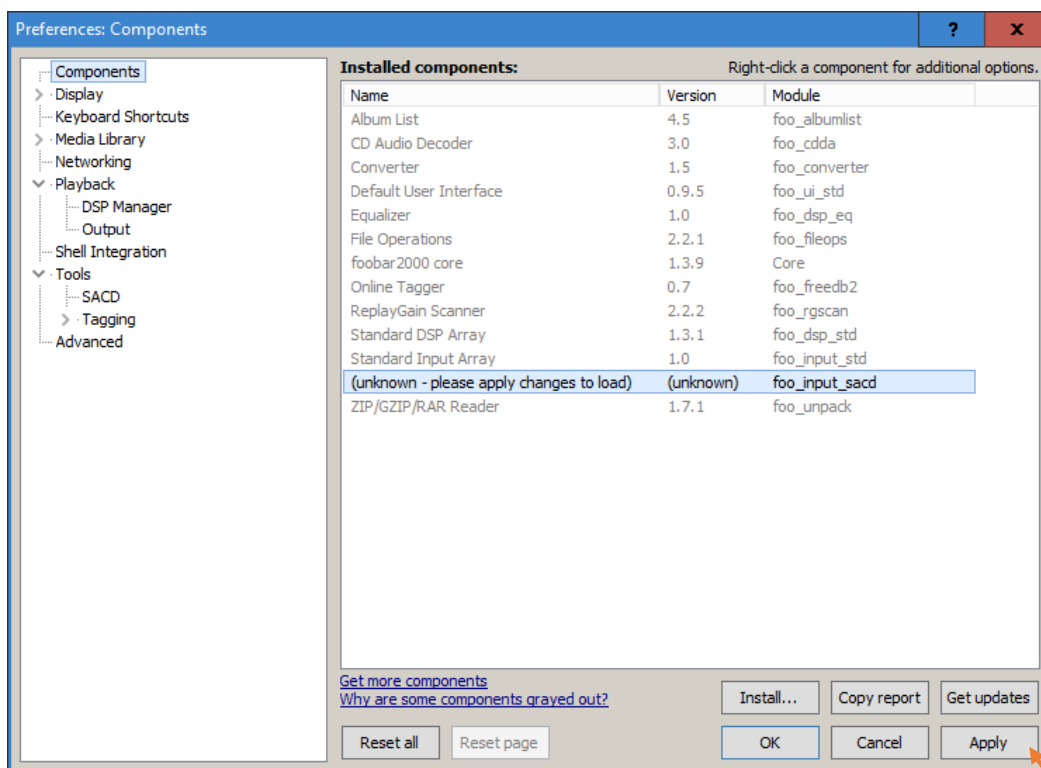 Preferences: Components
? x
Components
Display
Keyboard Shortcuts
Media Library
Networking
Playback
DSP Manager
Output
Shell Integration
Tools
SACD
Tagging
Advanced
Installed components: Right-click a component for additional options.
Name Version Module
Album List 4.5 foo_albumlist
CD Audio Decoder 3.0 foo_cdda
Converter 1.5 foo_converter
Default User Interface 0.9.5 foo_ui_std
Equalizer 1.0 foo_dsp_eq
File Operations 2.2.1 foo_fileops
foobar2000 core 1.3.9 Core
Online Tagger 0.7 foo_freedb2
ReplayGain Scanner 2.2.2 foo_rgscan
Standard DSP Array 1.3.1 foo_dsp_std
Standard Input Array 1.0 foo_input_std
(unknown - please apply changes to load) (unknown) foo_input_sacd
ZIP/GZIP/RAR Reader 1.7.1 foo_unpack
Get more components
Why are some components grayed out?
Install... Copy report Get updates
Reset all Reset page OK Cancel Apply